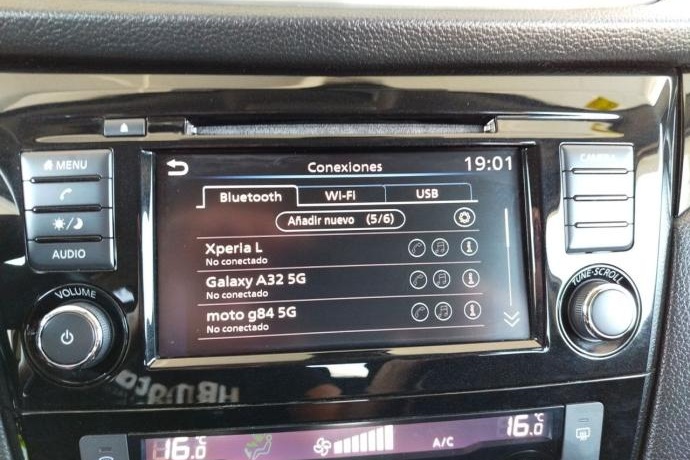 MENU
AUDIO
VOLUME
Conexiones 19:01
Bluetooth WI-FI USB
Añadir nuevo (5/6)
Xperia L
No conectado
Galaxy A32 5G
No conectado
moto g84 5G
No conectado
CAMERA
TUNE·SCROLL
16.0 °C
A/C
16.0 °C